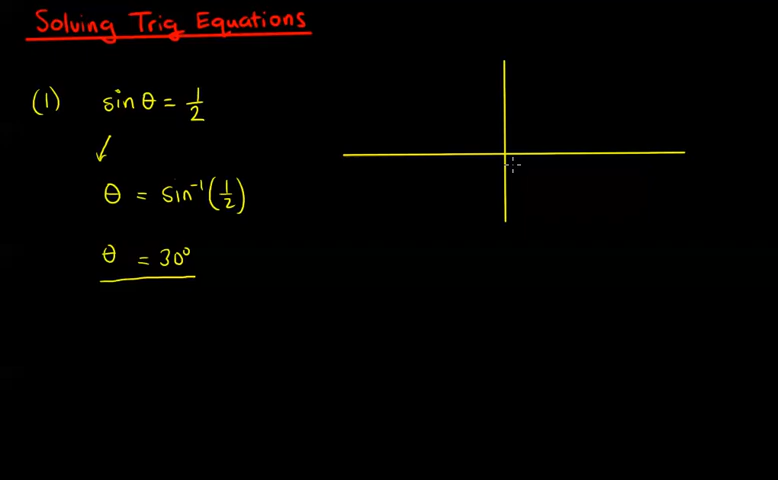 Solving Trig Equations
(1) sin θ = 1/2
θ = sin⁻¹(1/2)
θ = 30°